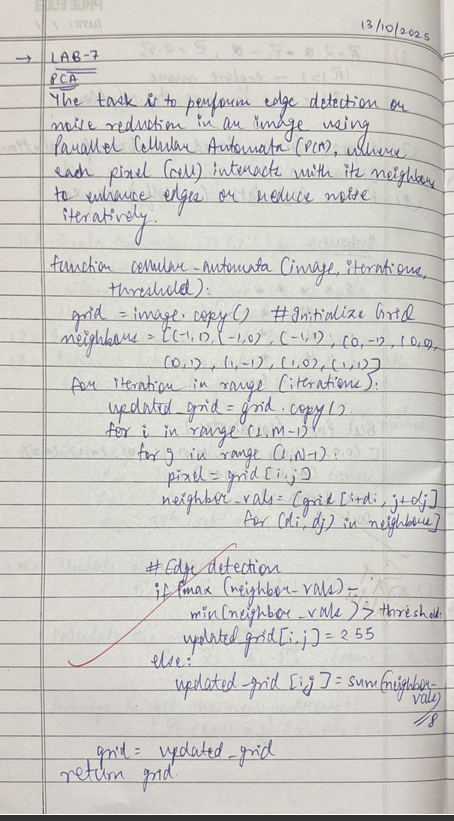 13/10/2025
→ LAB-7
PCA
The task is to perform edge detection or
noise reduction in an image using
Parallel Cellular Automata (PCA), where
each pixel (cell) interacts with its neighbours
to enhance edges or reduce noise
iteratively.
function cellular_automata (image, iterations,
threshold):
grid = image.copy() #Initialize Grid
neighbours = [(-1,1), (-1,0), (-1,1), (0,-1), (0,0),
(0,1), (1,-1), (1,0), (1,1)]
for iteration in range (iterations):
updated_grid = grid.copy()
for i in range (1, M-1):
for j in range (1, N-1):
pixel = grid[i,j]
neighbor_vals = [grid [i+di, j+dj]
for (di, dj) in neighbours]
# Edge detection
if max (neighbor_vals) -
min(neighbor_vals) > threshold:
updated grid[i,j] = 255
else:
updated_grid [i,j] = sum(neighbor-
vals)
//8
grid = updated_grid
return grid